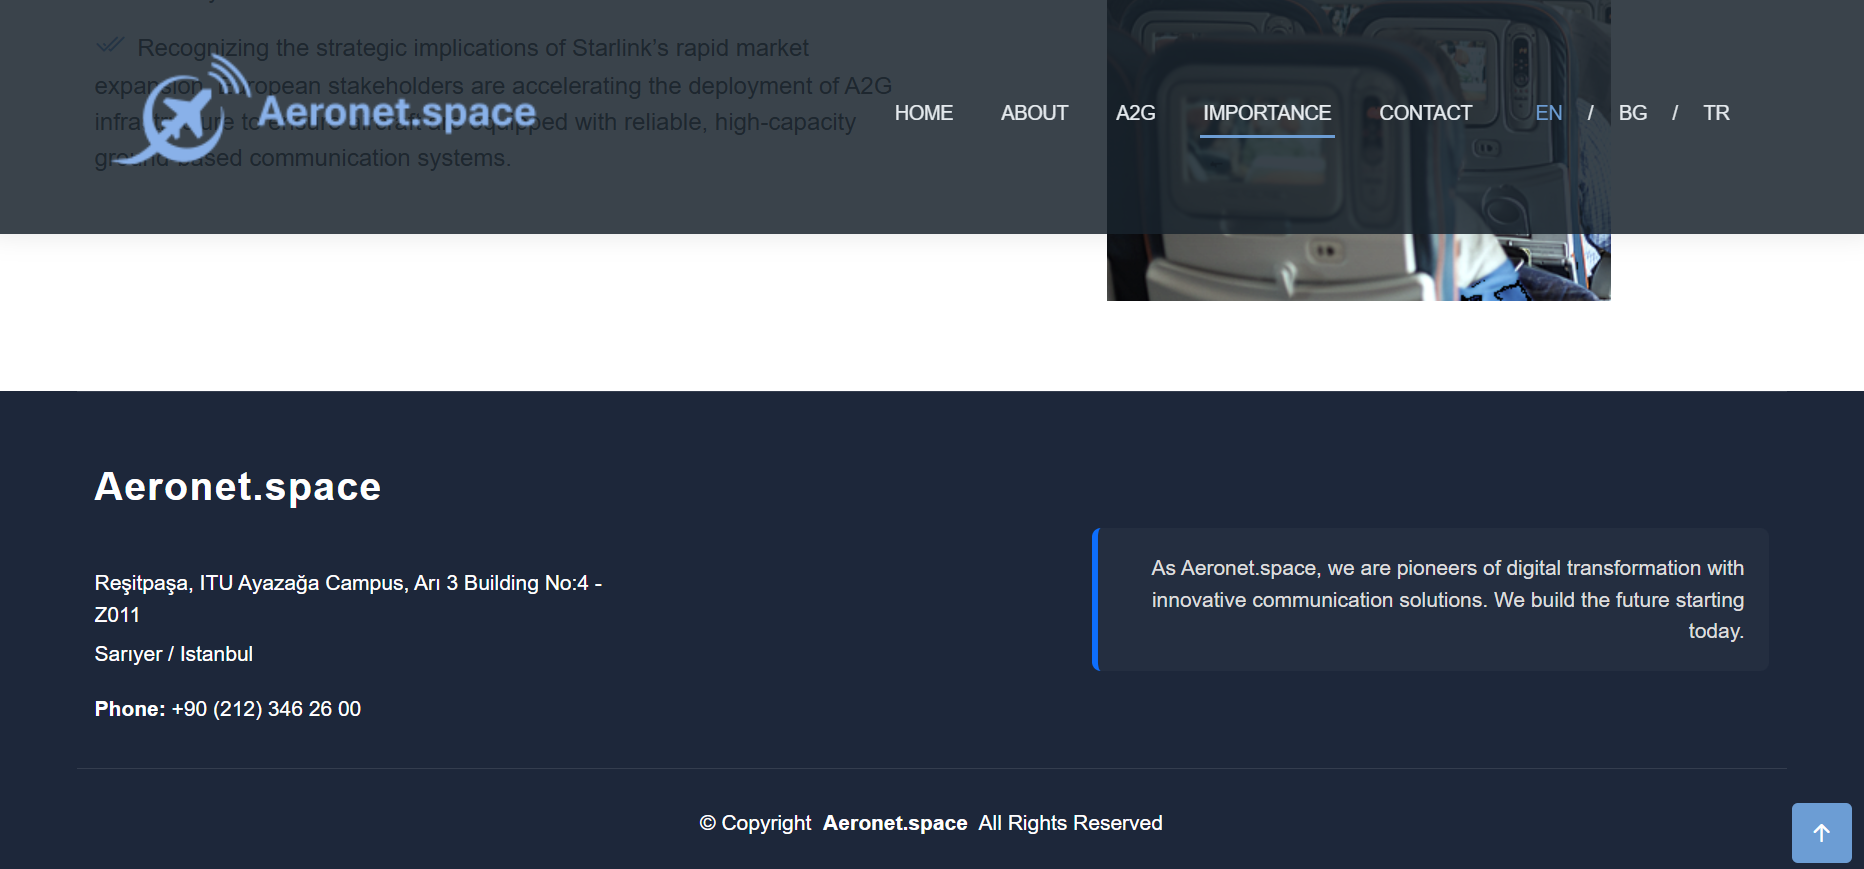 Recognizing the strategic implications of Starlink's rapid market
expansion, European stakeholders are accelerating the deployment of A2G
infrastructure to ensure aircraft are equipped with reliable, high-capacity
ground-based communication systems.
Aeronet.space
HOME ABOUT A2G IMPORTANCE CONTACT EN / BG / TR
Aeronet.space
Reşitpaşa, ITU Ayazağa Campus, Arı 3 Building No:4 -
Z011
Sarıyer / Istanbul
Phone: +90 (212) 346 26 00
As Aeronet.space, we are pioneers of digital transformation with
innovative communication solutions. We build the future starting
today.
© Copyright Aeronet.space All Rights Reserved